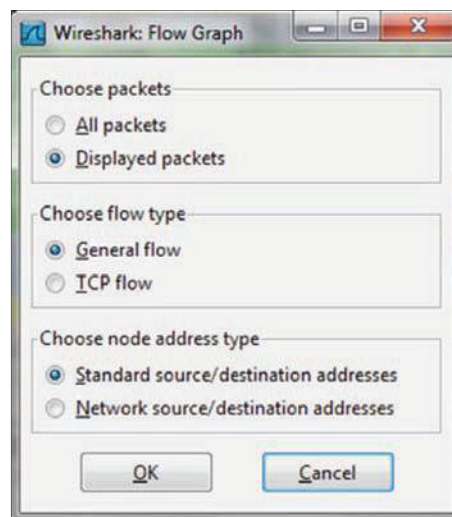 Wireshark: Flow Graph
Choose packets
All packets
Displayed packets
Choose flow type
General flow
TCP flow
Choose node address type
Standard source/destination addresses
Network source/destination addresses
OK
Cancel